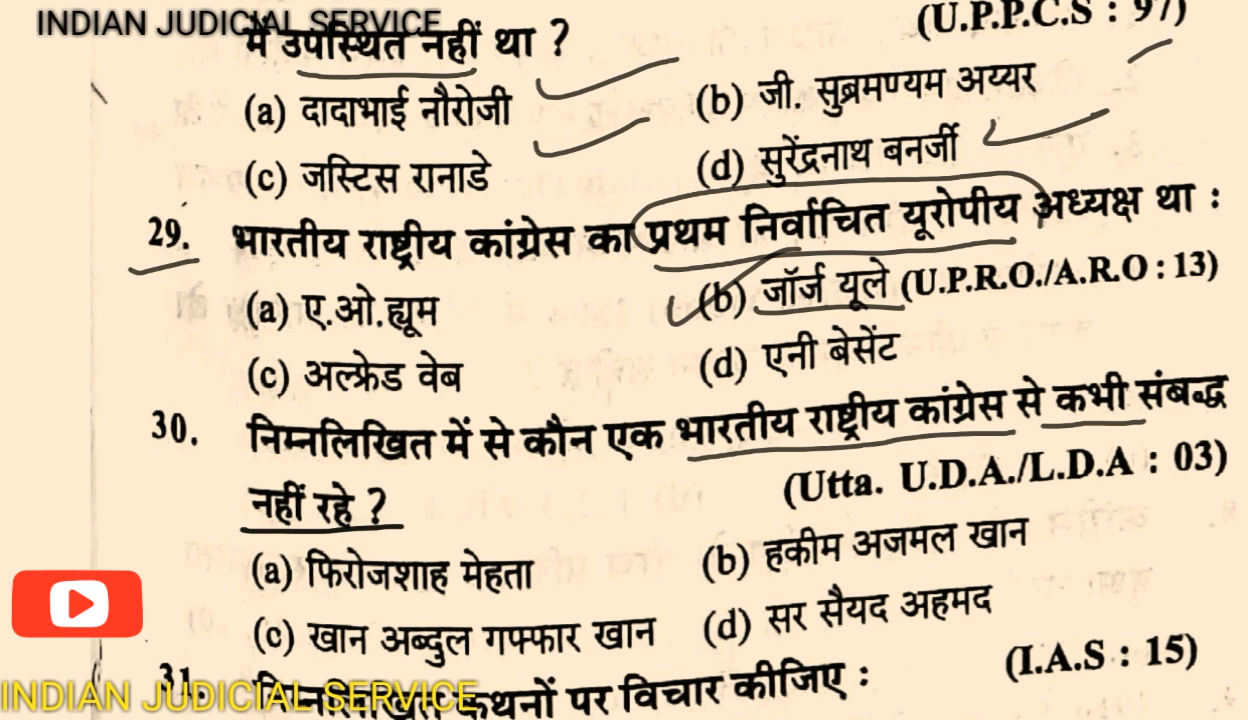 INDIAN JUDICIAL SERVICE
(U.P.P.C.S : 97)
में उपस्थित नहीं था ?
(a) दादाभाई नौरोजी (b) जी. सुब्रमण्यम अय्यर
(c) जस्टिस रानाडे (d) सुरेंद्रनाथ बनर्जी
29. भारतीय राष्ट्रीय कांग्रेस का प्रथम निर्वाचित यूरोपीय अध्यक्ष था :
(a) ए.ओ.ह्यूम (b) जॉर्ज यूले (U.P.R.O./A.R.O : 13)
(c) अल्फ्रेड वेब (d) एनी बेसेंट
30. निम्नलिखित में से कौन एक भारतीय राष्ट्रीय कांग्रेस से कभी संबद्ध
नहीं रहे ? (Utta. U.D.A./L.D.A : 03)
(a) फिरोजशाह मेहता (b) हकीम अजमल खान
(c) खान अब्दुल गफ्फार खान (d) सर सैयद अहमद
(I.A.S : 15)
31. निम्नलिखित कथनों पर विचार कीजिए :
INDIAN JUDICIAL SERVICE